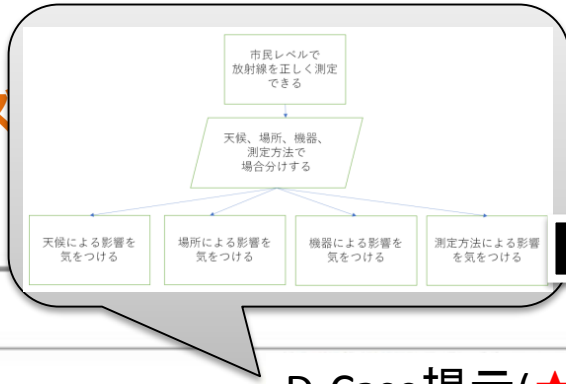 市民レベルで
放射線を正しく測定
できる
天候、場所、機器、
測定方法で
場合分けする
天候による影響を
気をつける
場所による影響を
気をつける
機器による影響を
気をつける
測定方法による影響
を気をつける
D-Case提示(★